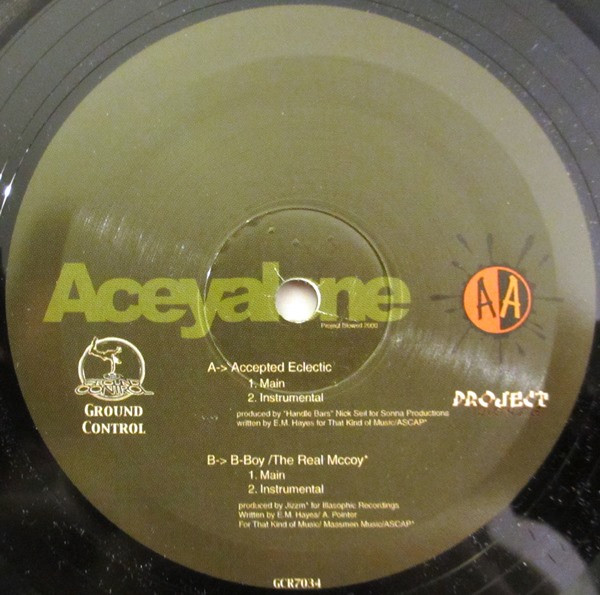 Aceyalone
Project Blowed 2000
AA
A-> Accepted Eclectic
1. Main
2. Instrumental
produced by "Handle Bars" Nick Seil for Sonna Productions
written by E.M. Hayes for That Kind of Music/ASCAP*
GROUND
CONTROL
PROJECT
B-> B-Boy /The Real Mccoy*
1. Main
2. Instrumental
produced by Jizzm* for Illasophic Recordings
Written by E.M. Hayes/ A. Pointer
For That Kind of Music/ Maasmen Music/ASCAP*
GCR7034